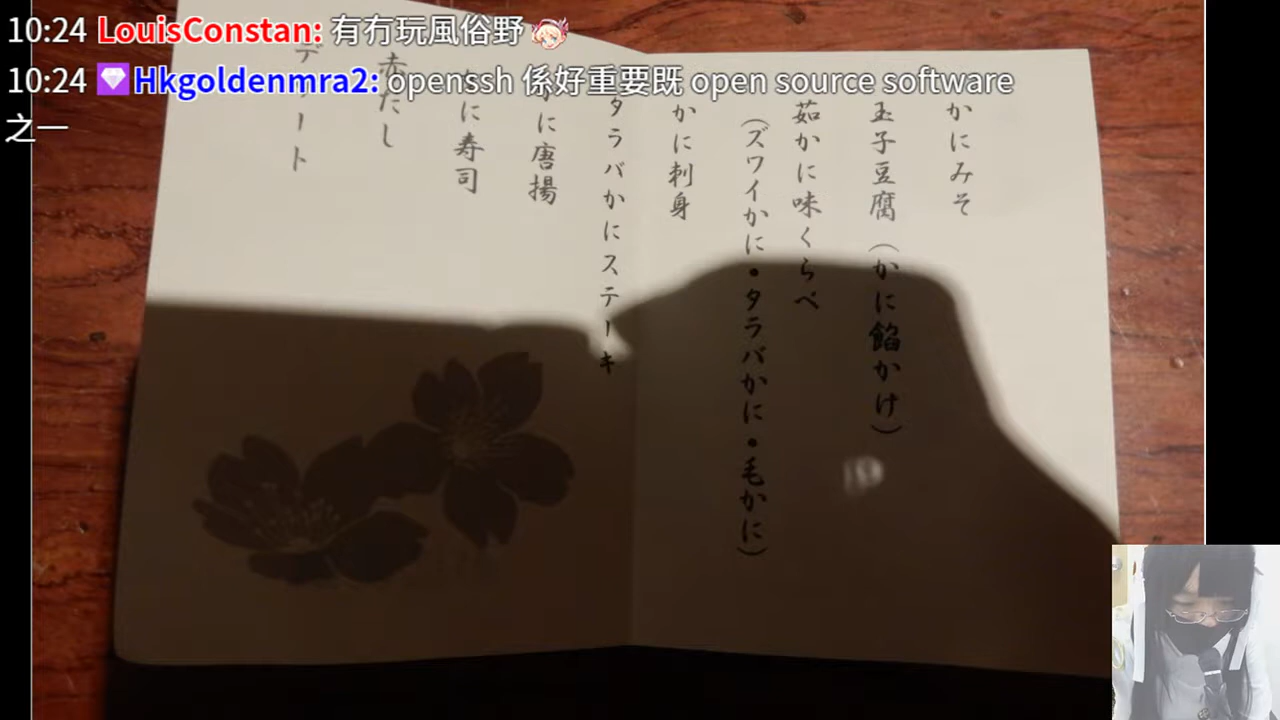 10:24 LouisConstan: 有冇玩風俗野
10:24 Hkgoldenmra2: openssh 係好重要既 open source software
之一
かにみそ
玉子豆腐（かに餡かけ）
茹かに味くらべ
（ズワイかに・タラバかに・毛かに）
かに刺身
タラバかにステーキ
に唐揚
に寿司
赤だし
デ ート